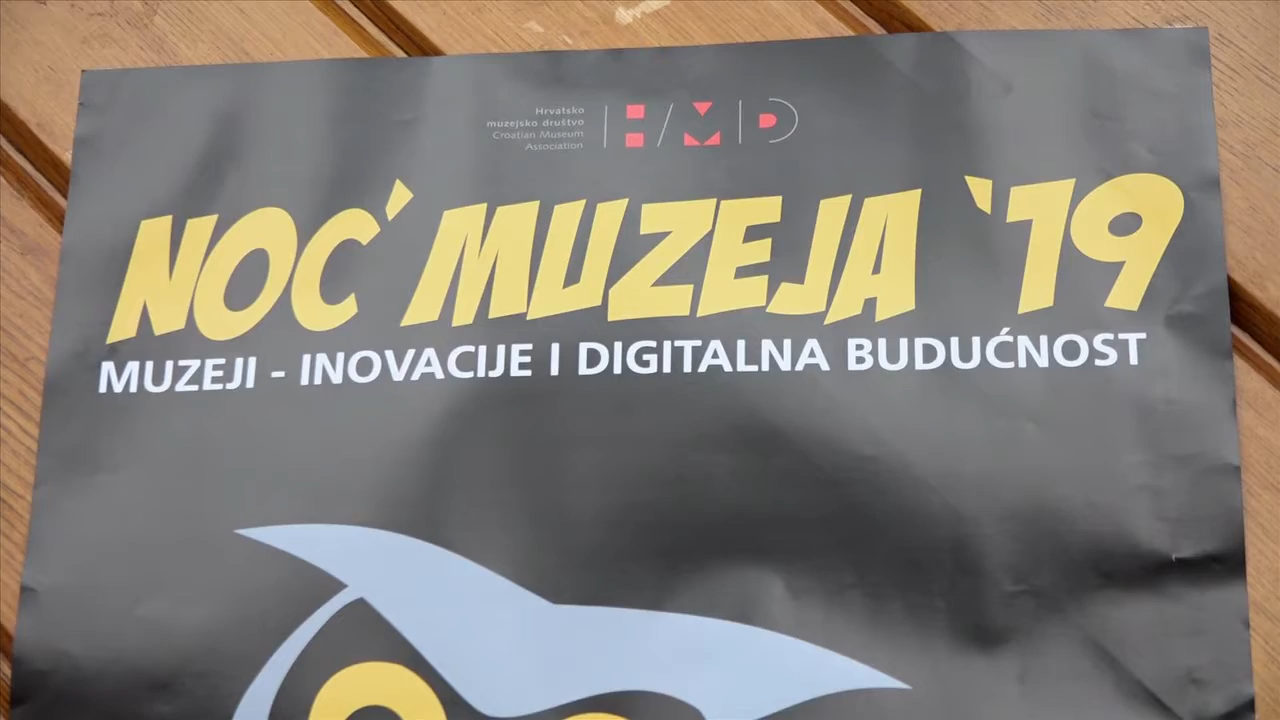 Hrvatsko
muzejsko društvo
Croatian Museum
Association
HMD
NOĆ MUZEJA '19
MUZEJI - INOVACIJE I DIGITALNA BUDUĆNOST